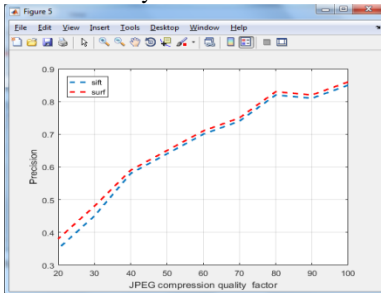 Figure 5
File Edit View Insert Tools Desktop Window Help
0.9
sift
surf
0.8
0.7
0.6
0.5
0.4
0.3
Precision
20 30 40 50 60 70 80 90 100
JPEG compression quality factor